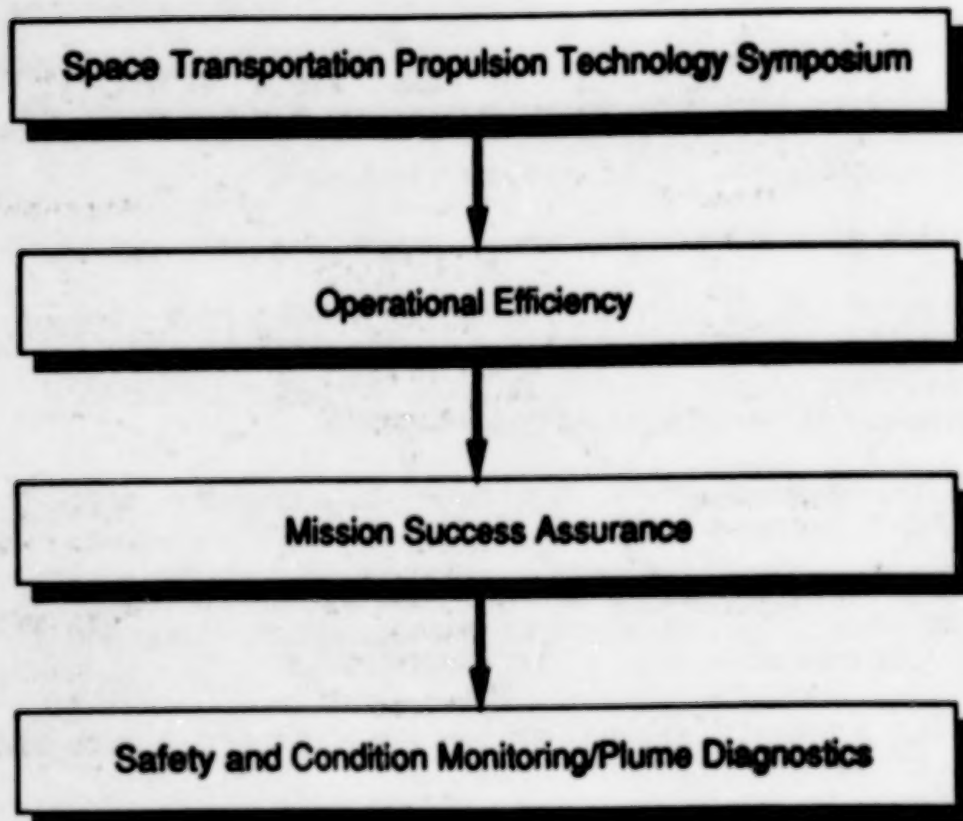 Space Transportation Propulsion Technology Symposium
Operational Efficiency
Mission Success Assurance
Safety and Condition Monitoring/Plume Diagnostics